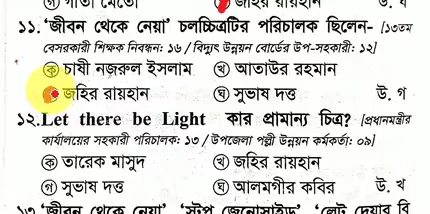 ১১. ‘জীবন থেকে নেয়া’ চলচ্চিত্রটির পরিচালক ছিলেন- [১৩তম
বেসরকারী শিক্ষক নিবন্ধন: ১৬ / বিদ্যুৎ উন্নয়ন বোর্ডের উপ-সহকারী: ১২]
ক চাষী নজরুল ইসলাম খ আতাউর রহমান
জহির রায়হান ঘ সুভাষ দত্ত উ. গ
১২. Let there be Light কার প্রামান্য চিত্র? [প্রধানমন্ত্রীর
কার্যালয়ের সহকারী পরিচালক: ১৩ / উপজেলা পল্লী উন্নয়ন কর্মকর্তা: ০৯]
ক তারেক মাসুদ খ জহির রায়হান
গ সুভাষ দত্ত ঘ আলমগীর কবির উ. খ